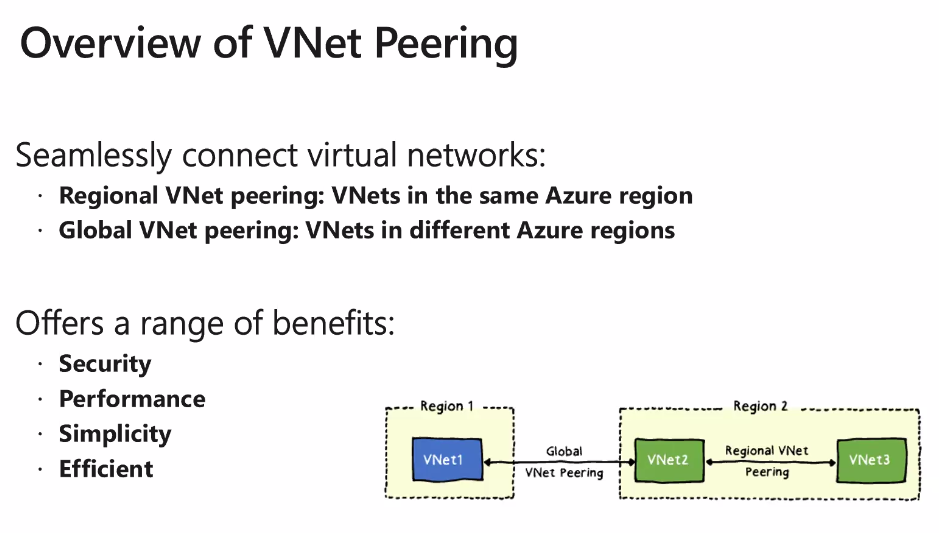 Overview of VNet Peering
Seamlessly connect virtual networks:
· Regional VNet peering: VNets in the same Azure region
· Global VNet peering: VNets in different Azure regions
Offers a range of benefits:
· Security
· Performance
· Simplicity
· Efficient
Region 1
Region 2
VNet1
Global
VNet Peering
VNet2
Regional VNet
Peering
VNet3